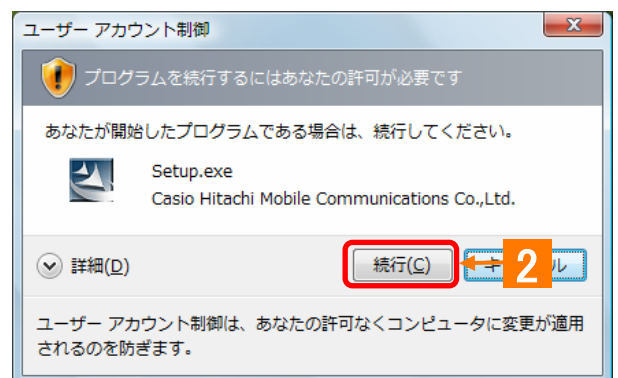 ユーザー アカウント制御
プログラムを続行するにはあなたの許可が必要です
あなたが開始したプログラムである場合は、続行してください。
Setup.exe
Casio Hitachi Mobile Communications Co.,Ltd.
詳細(D)
続行(C)
2
ユーザー アカウント制御は、あなたの許可なくコンピュータに変更が適用
されるのを防ぎます。